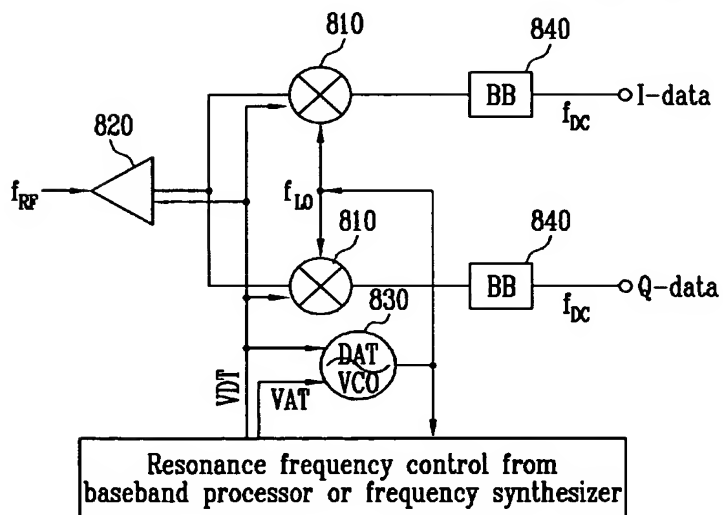 810
840
BB
I-data
f_DC
820
f_RF
f_LO
810
840
BB
Q-data
f_DC
830
DAT
VCO
VDT
VAT
Resonance frequency control from
baseband processor or frequency synthesizer